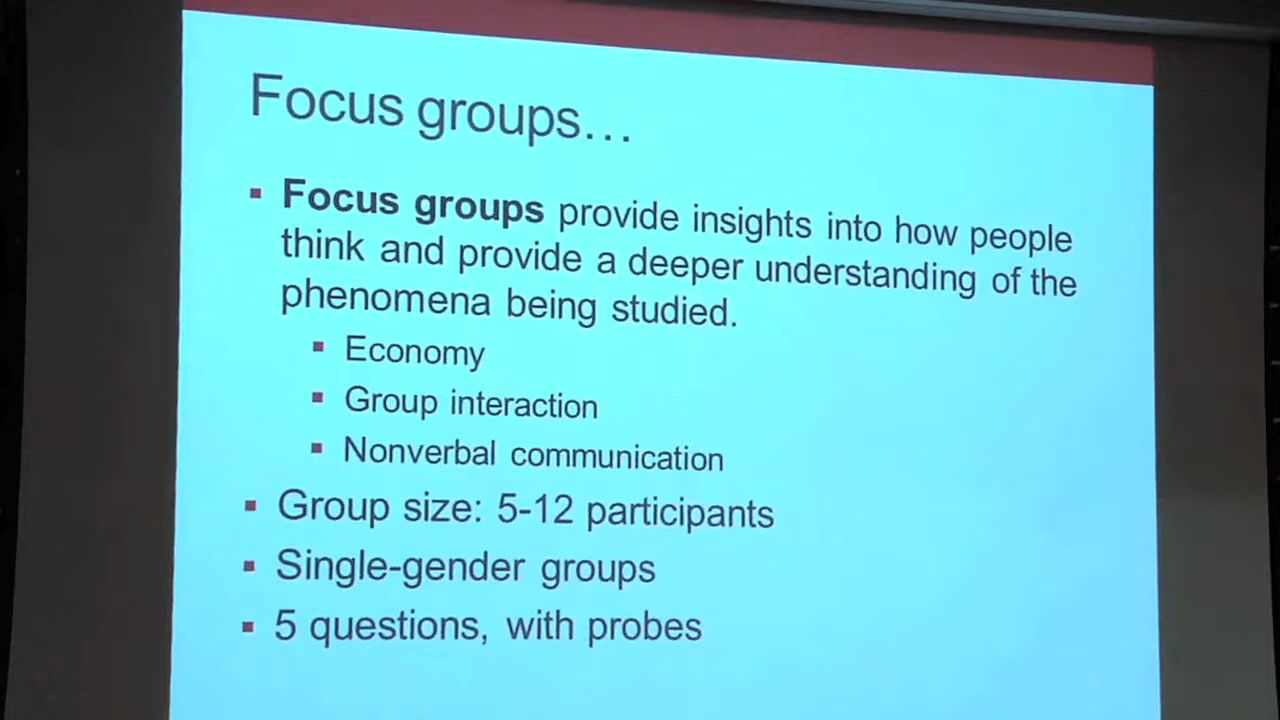 Focus groups...
▪ Focus groups provide insights into how people
think and provide a deeper understanding of the
phenomena being studied.
▪ Economy
▪ Group interaction
▪ Nonverbal communication
▪ Group size: 5-12 participants
▪ Single-gender groups
▪ 5 questions, with probes